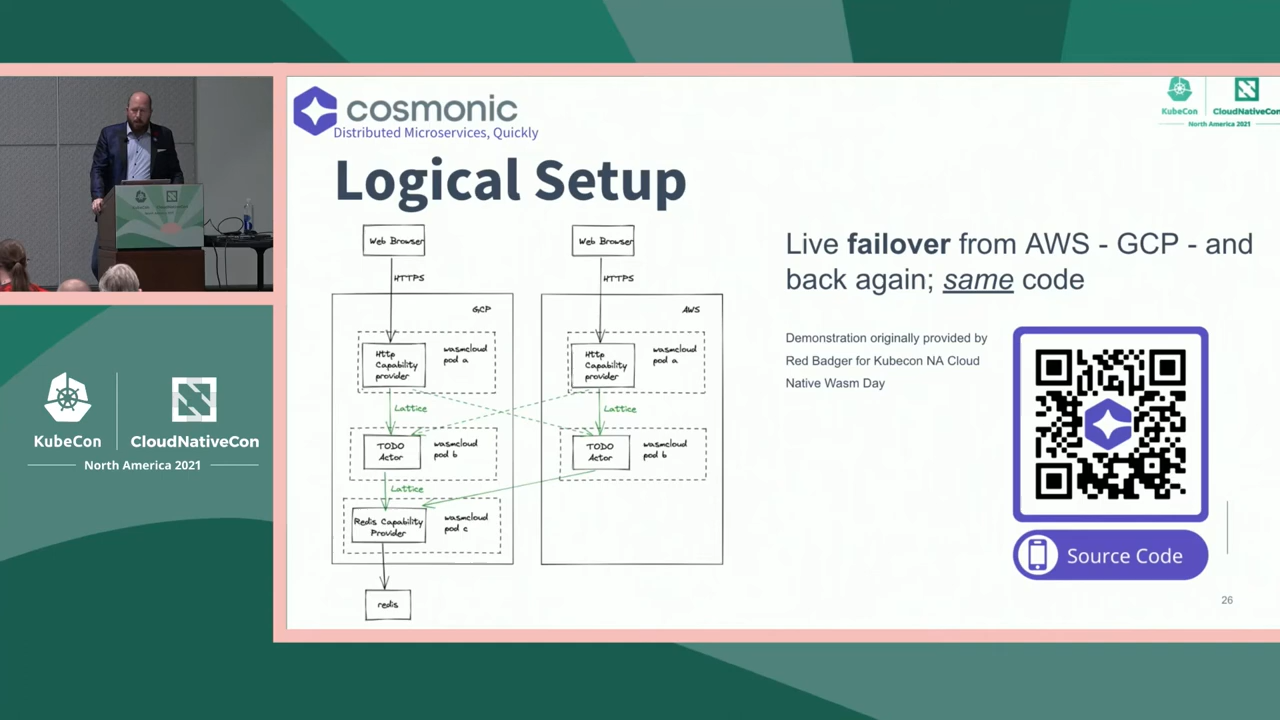 cosmonic
Distributed Microservices, Quickly
KubeCon
CloudNativeCon
North America 2021
Logical Setup
Web Browser
HTTPS
GCP
Http
Capability
provider
wasmcloud
pod a
Lattice
TODO
Actor
wasmcloud
pod b
Lattice
Redis Capability
Provider
wasmcloud
pod c
redis
Web Browser
HTTPS
AWS
Http
Capability
provider
wasmcloud
pod a
Lattice
TODO
Actor
wasmcloud
pod b
Live failover from AWS - GCP - and
back again; same code
Demonstration originally provided by
Red Badger for Kubecon NA Cloud
Native Wasm Day
Source Code
26
KubeCon
CloudNativeCon
North America 2021